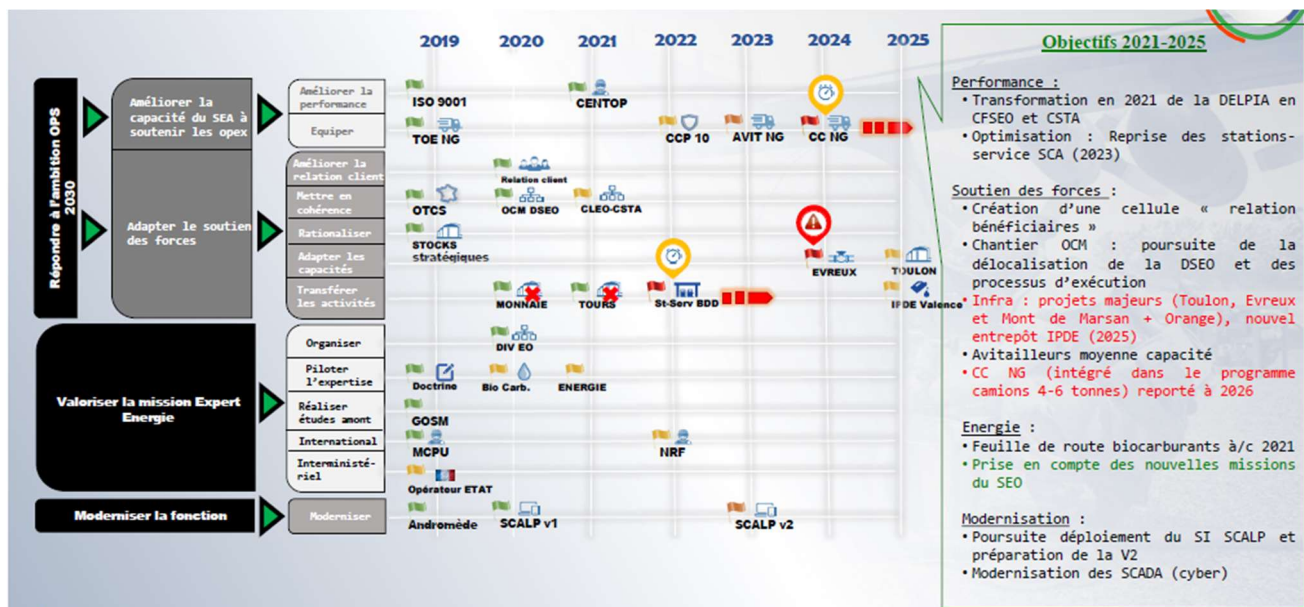 2019 2020 2021 2022 2023 2024 2025
Répondre à l'ambition OPS
2030
Améliorer la
capacité du SEA à
soutenir les opex
Améliorer la
performance
ISO 9001
CENTOP
Equiper
TOE NG
CCP 10
AVIT NG
CC NG
Adapter le soutien
des forces
Améliorer la
relation client
Relation client
Mettre en
cohérence
OTCS
OCM DSEO
CLEO-CSTA
Rationaliser
STOCKS
stratégiques
Adapter les
capacités
EVREUX
TOULON
Transférer
les activités
MONNAIE
TOURS
St-Serv BDD
IPDE Valence
Valoriser la mission Expert
Energie
Organiser
DIV EO
Piloter
l'expertise
Doctrine
Bio Carb.
ENERGIE
Réaliser
études amont
GOSM
International
MCPU
NRF
Interministé-
riel
Opérateur ETAT
Moderniser la fonction
Moderniser
Andromède
SCALP v1
SCALP v2
Objectifs 2021-2025
Performance :
• Transformation en 2021 de la DELPIA en
CFSEO et CSTA
• Optimisation : Reprise des stations-
service SCA (2023)
Soutien des forces :
• Création d'une cellule « relation
bénéficiaires »
• Chantier OCM : poursuite de la
délocalisation de la DSEO et des
processus d'exécution
• Infra : projets majeurs (Toulon, Evreux
et Mont de Marsan + Orange), nouvel
entrepôt IPDE (2025)
• Avitailleurs moyenne capacité
• CC NG (intégré dans le programme
camions 4-6 tonnes) reporté à 2026
Energie :
• Feuille de route biocarburants à/c 2021
• Prise en compte des nouvelles missions
du SEO
Modernisation :
• Poursuite déploiement du SI SCALP et
préparation de la V2
• Modernisation des SCADA (cyber)